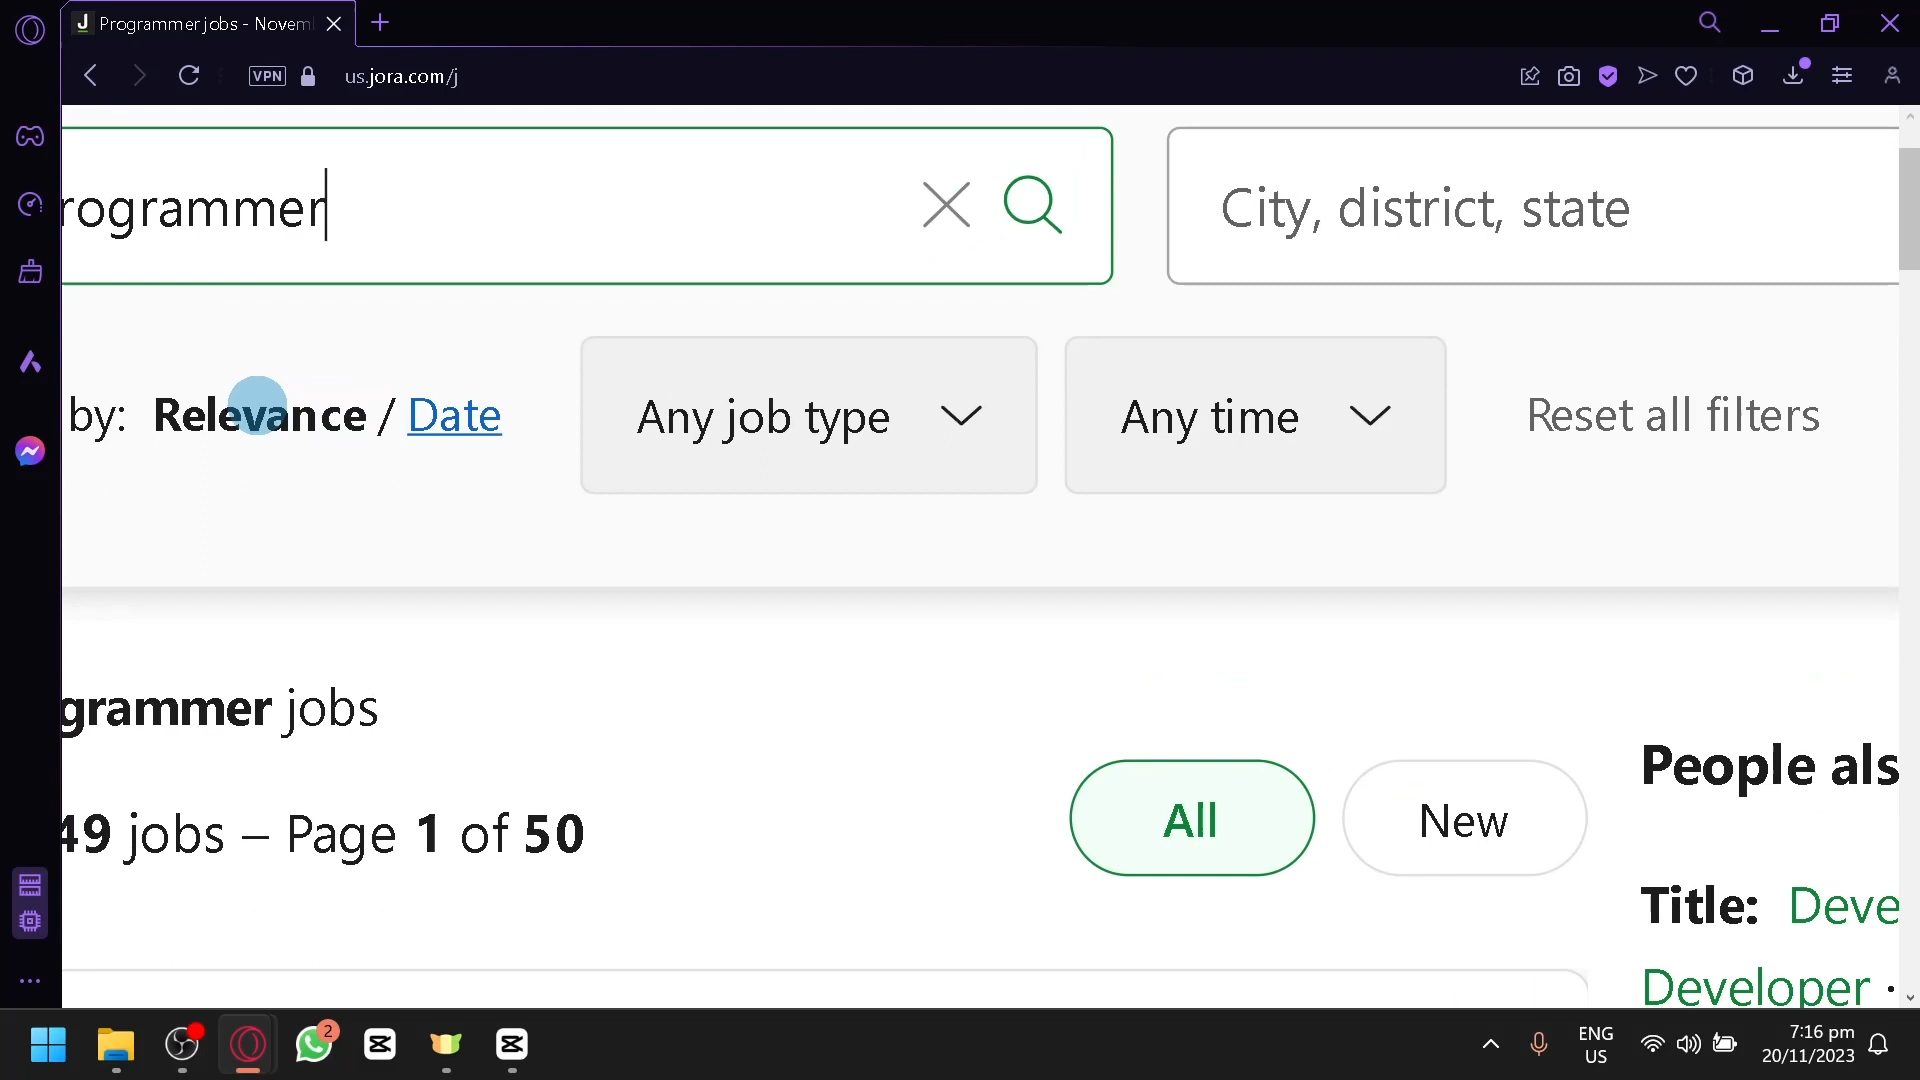 Programmer jobs - Novem
VPN us.jora.com/j
rogrammer
City, district, state
by: Relevance / Date
Any job type
Any time
Reset all filters
grammer jobs
49 jobs – Page 1 of 50
All
New
People als
Title: Deve
Developer ·
2
ENG
US
7:16 pm
20/11/2023